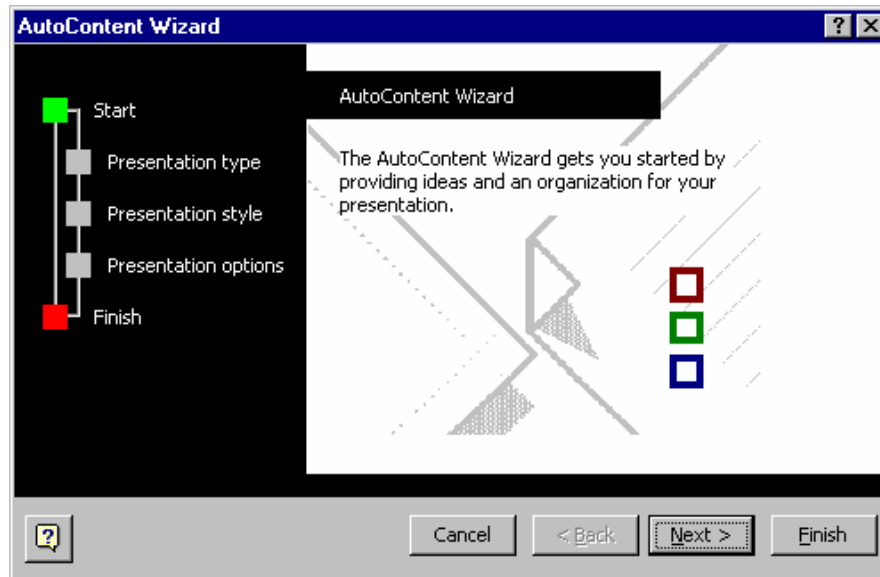 AutoContent Wizard
Start
Presentation type
Presentation style
Presentation options
Finish
AutoContent Wizard
The AutoContent Wizard gets you started by
providing ideas and an organization for your
presentation.
Cancel
< Back
Next >
Finish